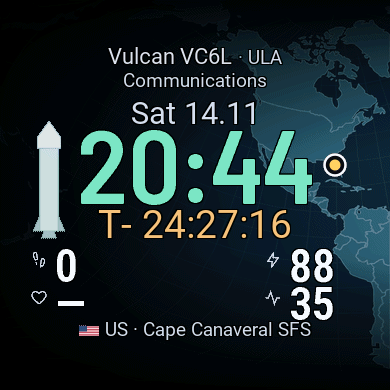 Vulcan VC6L · ULA
Communications
Sat 14.11
20:44
T- 24:27:16
0
88
—
35
US · Cape Canaveral SFS